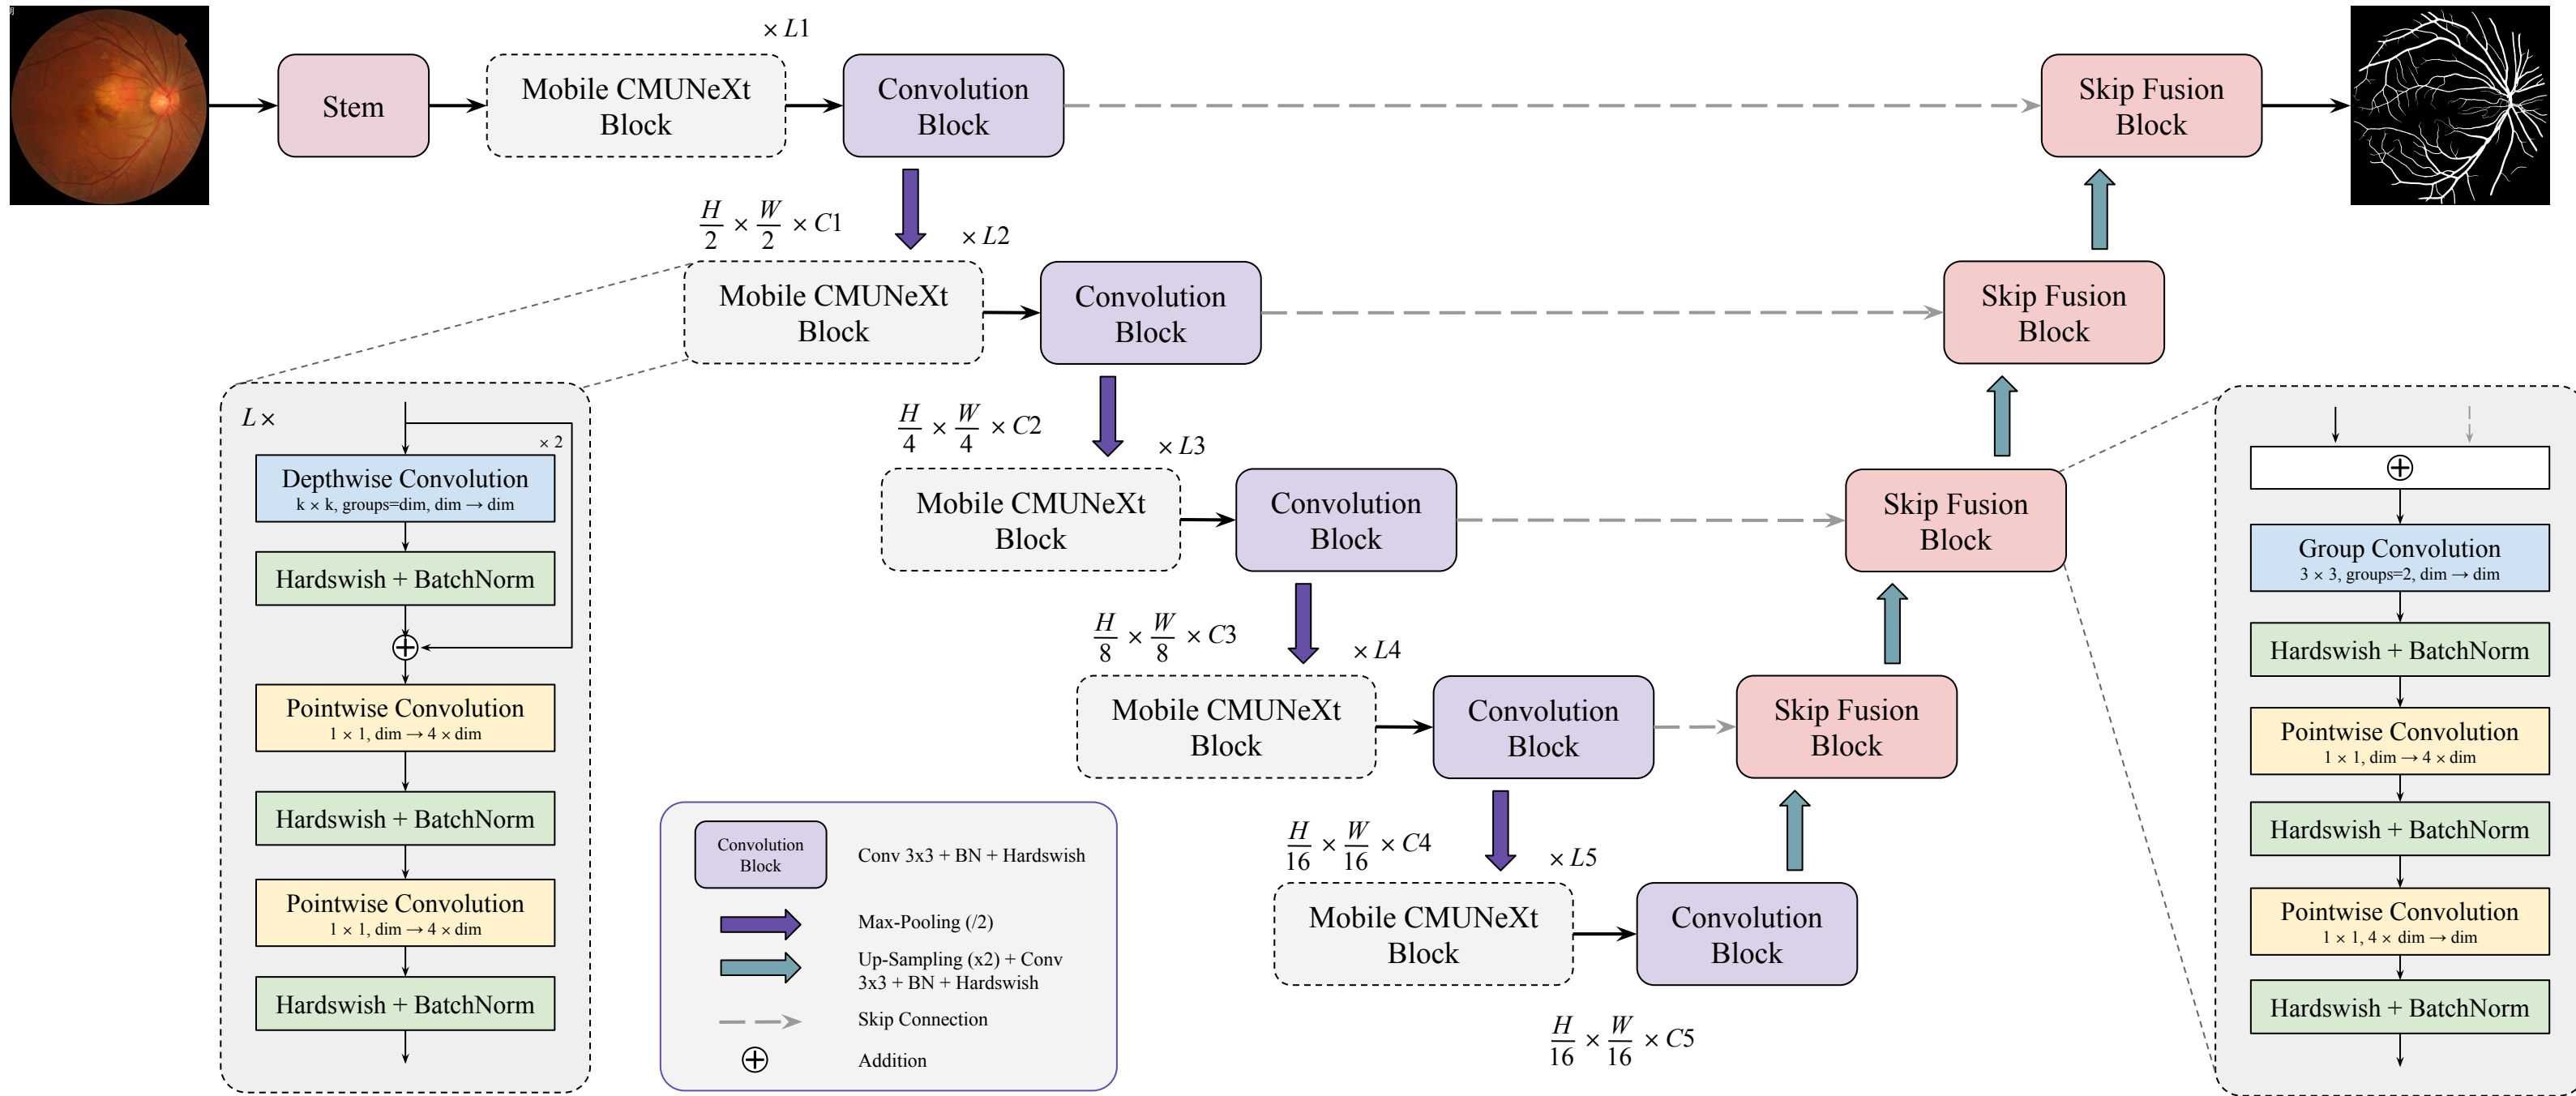 × L1
Stem
Mobile CMUNeXt
Block
Convolution
Block
Skip Fusion
Block
H/2 × W/2 × C1
× L2
Mobile CMUNeXt
Block
Convolution
Block
Skip Fusion
Block
H/4 × W/4 × C2
× L3
Mobile CMUNeXt
Block
Convolution
Block
Skip Fusion
Block
H/8 × W/8 × C3
× L4
Mobile CMUNeXt
Block
Convolution
Block
Skip Fusion
Block
H/16 × W/16 × C4
× L5
Mobile CMUNeXt
Block
Convolution
Block
H/16 × W/16 × C5
L ×
× 2
Depthwise Convolution
k × k, groups=dim, dim → dim
Hardswish + BatchNorm
Pointwise Convolution
1 × 1, dim → 4 × dim
Hardswish + BatchNorm
Pointwise Convolution
1 × 1, dim → 4 × dim
Hardswish + BatchNorm
Convolution
Block
Conv 3x3 + BN + Hardswish
Max-Pooling (/2)
Up-Sampling (x2) + Conv
3x3 + BN + Hardswish
Skip Connection
Addition
Group Convolution
3 × 3, groups=2, dim → dim
Hardswish + BatchNorm
Pointwise Convolution
1 × 1, dim → 4 × dim
Hardswish + BatchNorm
Pointwise Convolution
1 × 1, 4 × dim → dim
Hardswish + BatchNorm